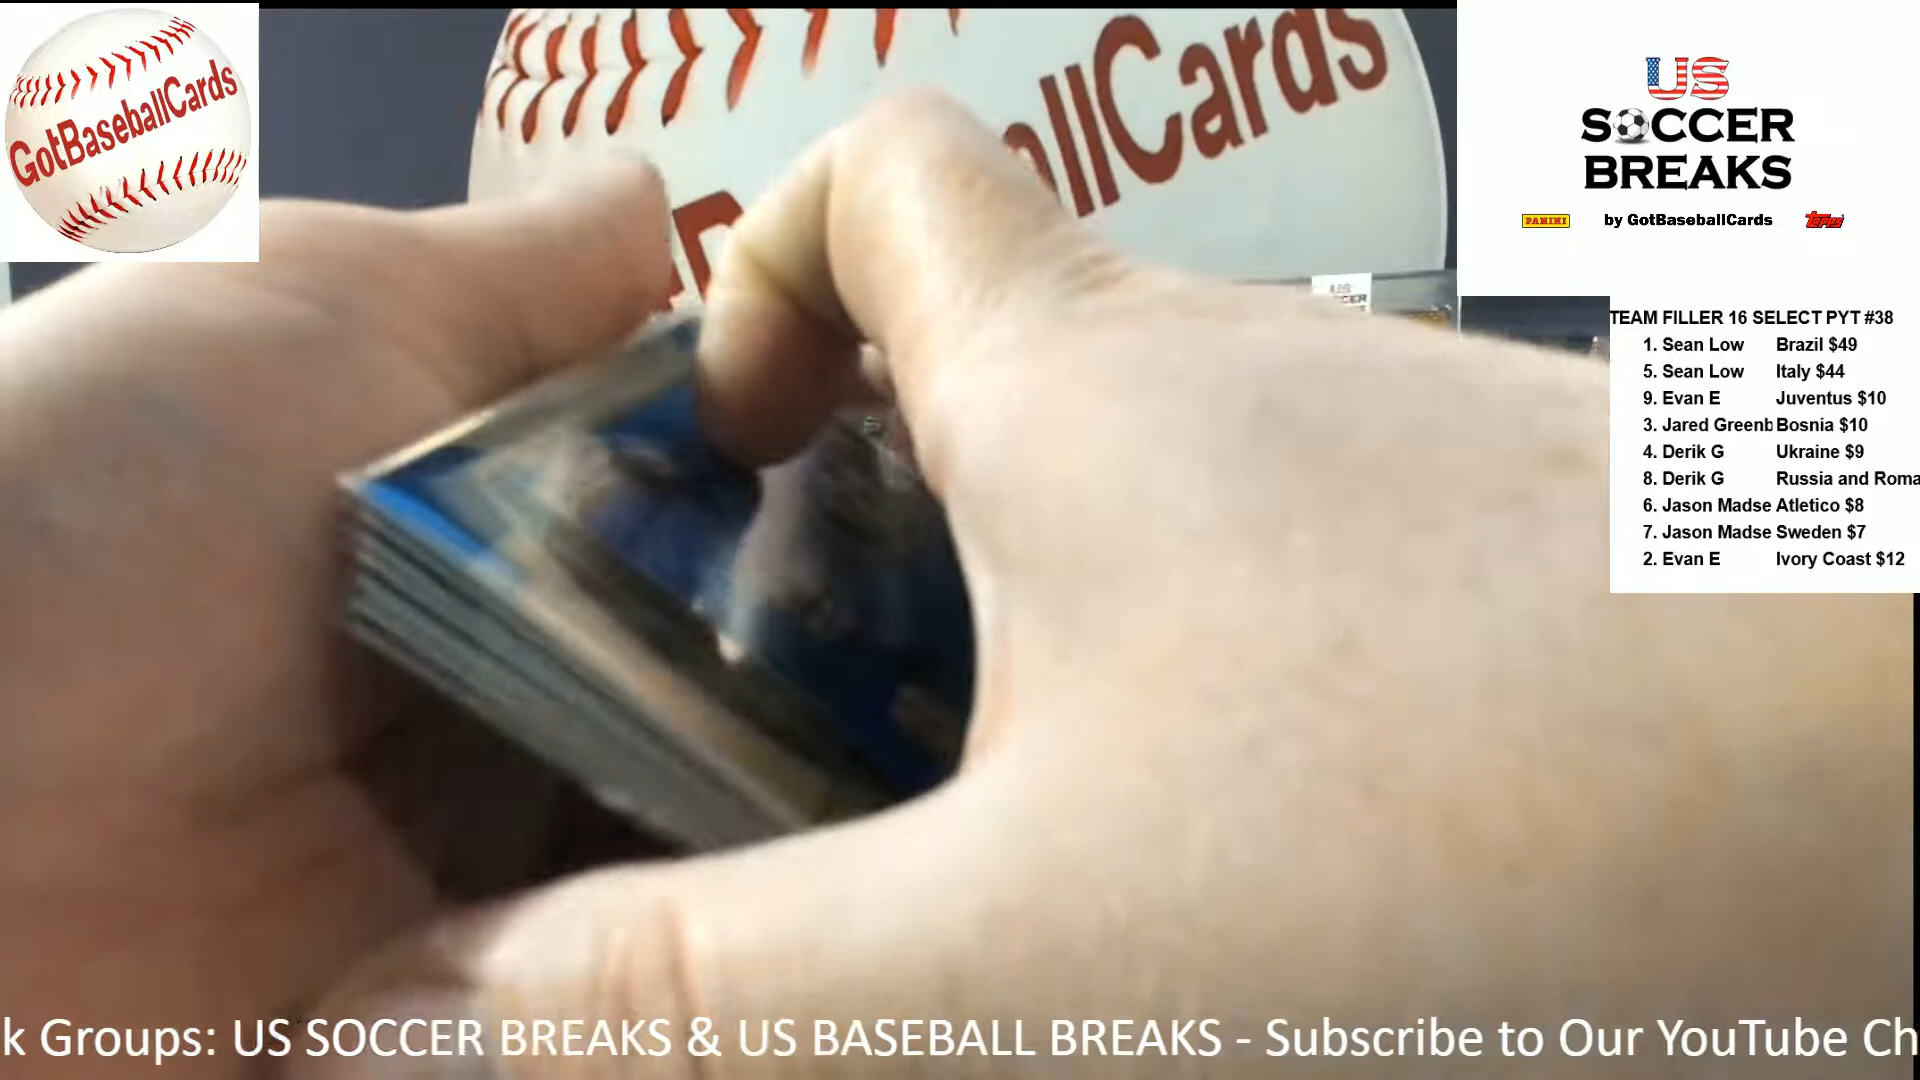 GotBaseballCards
allCards
US
SOCCER
BREAKS
PANINI by GotBaseballCards Topps
TEAM FILLER 16 SELECT PYT #38
1. Sean Low Brazil $49
5. Sean Low Italy $44
9. Evan E Juventus $10
3. Jared Greenb Bosnia $10
4. Derik G Ukraine $9
8. Derik G Russia and Roma
6. Jason Madse Atletico $8
7. Jason Madse Sweden $7
2. Evan E Ivory Coast $12
k Groups: US SOCCER BREAKS & US BASEBALL BREAKS - Subscribe to Our YouTube Ch